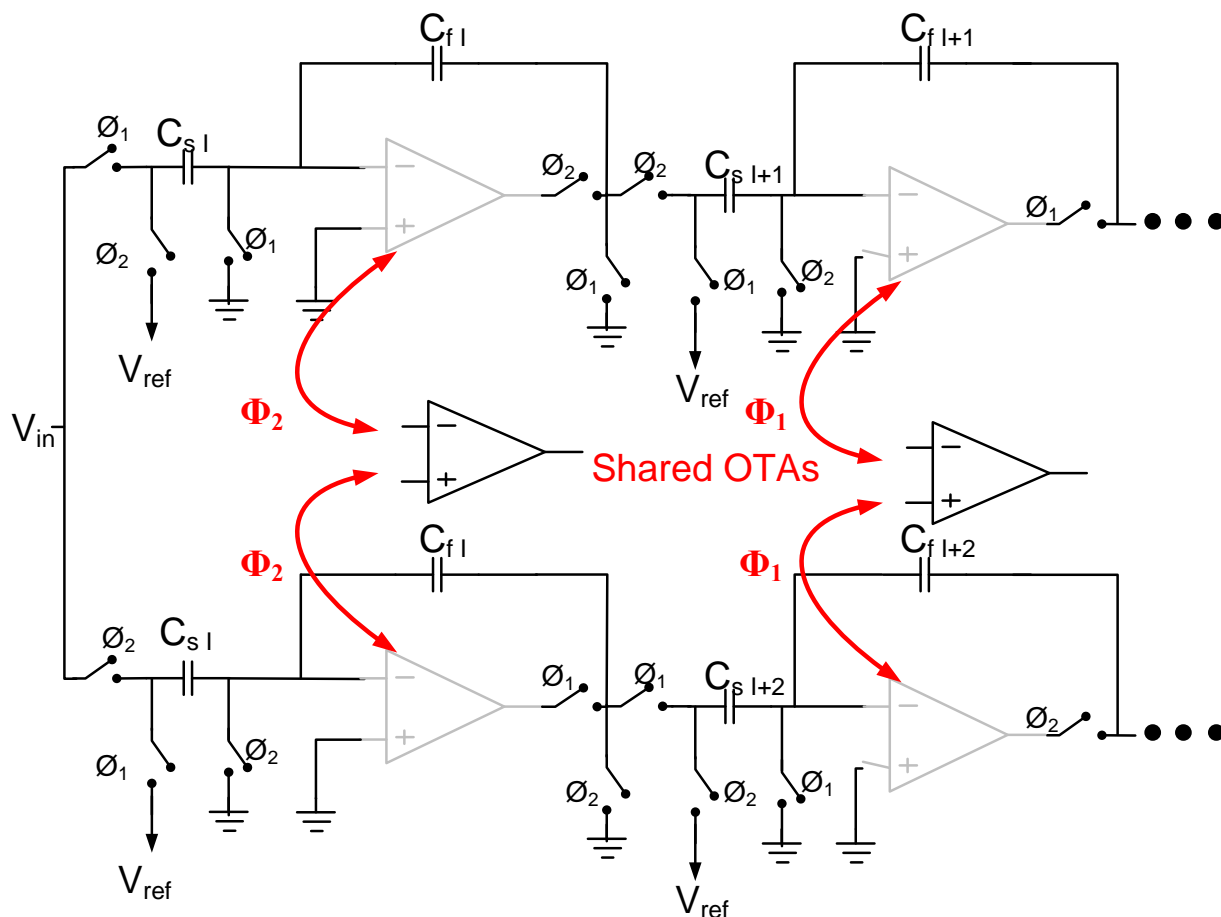 C_f I
C_f I+1
Ø₁
C_s I
Ø₂
Ø₂
C_s I+1
Ø₁
−
+
−
+
Ø₂
Ø₁
Ø₁
Ø₁
Ø₂
V_ref
V_ref
Φ₂
Φ₁
V_in
−
+
Shared OTAs
−
+
Φ₂
Φ₁
C_f I
C_f I+2
Ø₂
C_s I
Ø₁
Ø₁
C_s I+2
Ø₂
−
+
−
+
Ø₁
Ø₂
Ø₂
Ø₂
Ø₁
V_ref
V_ref